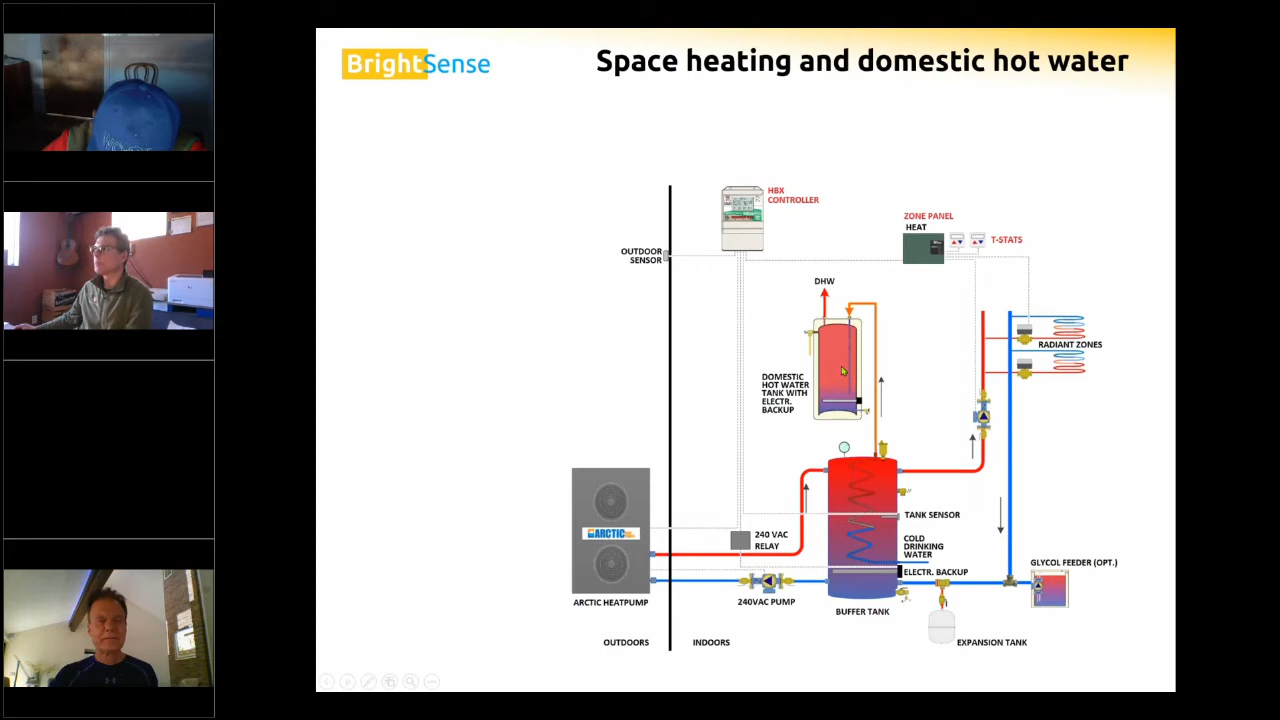 BrightSense
Space heating and domestic hot water
HBX
CONTROLLER
ZONE PANEL
HEAT
T-STATS
OUTDOOR
SENSOR
DHW
RADIANT ZONES
DOMESTIC
HOT WATER
TANK WITH
ELECTR.
BACKUP
TANK SENSOR
240 VAC
RELAY
COLD
DRINKING
WATER
ARCTIC
ELECTR. BACKUP
GLYCOL FEEDER (OPT.)
ARCTIC HEATPUMP
240VAC PUMP
BUFFER TANK
EXPANSION TANK
OUTDOORS
INDOORS